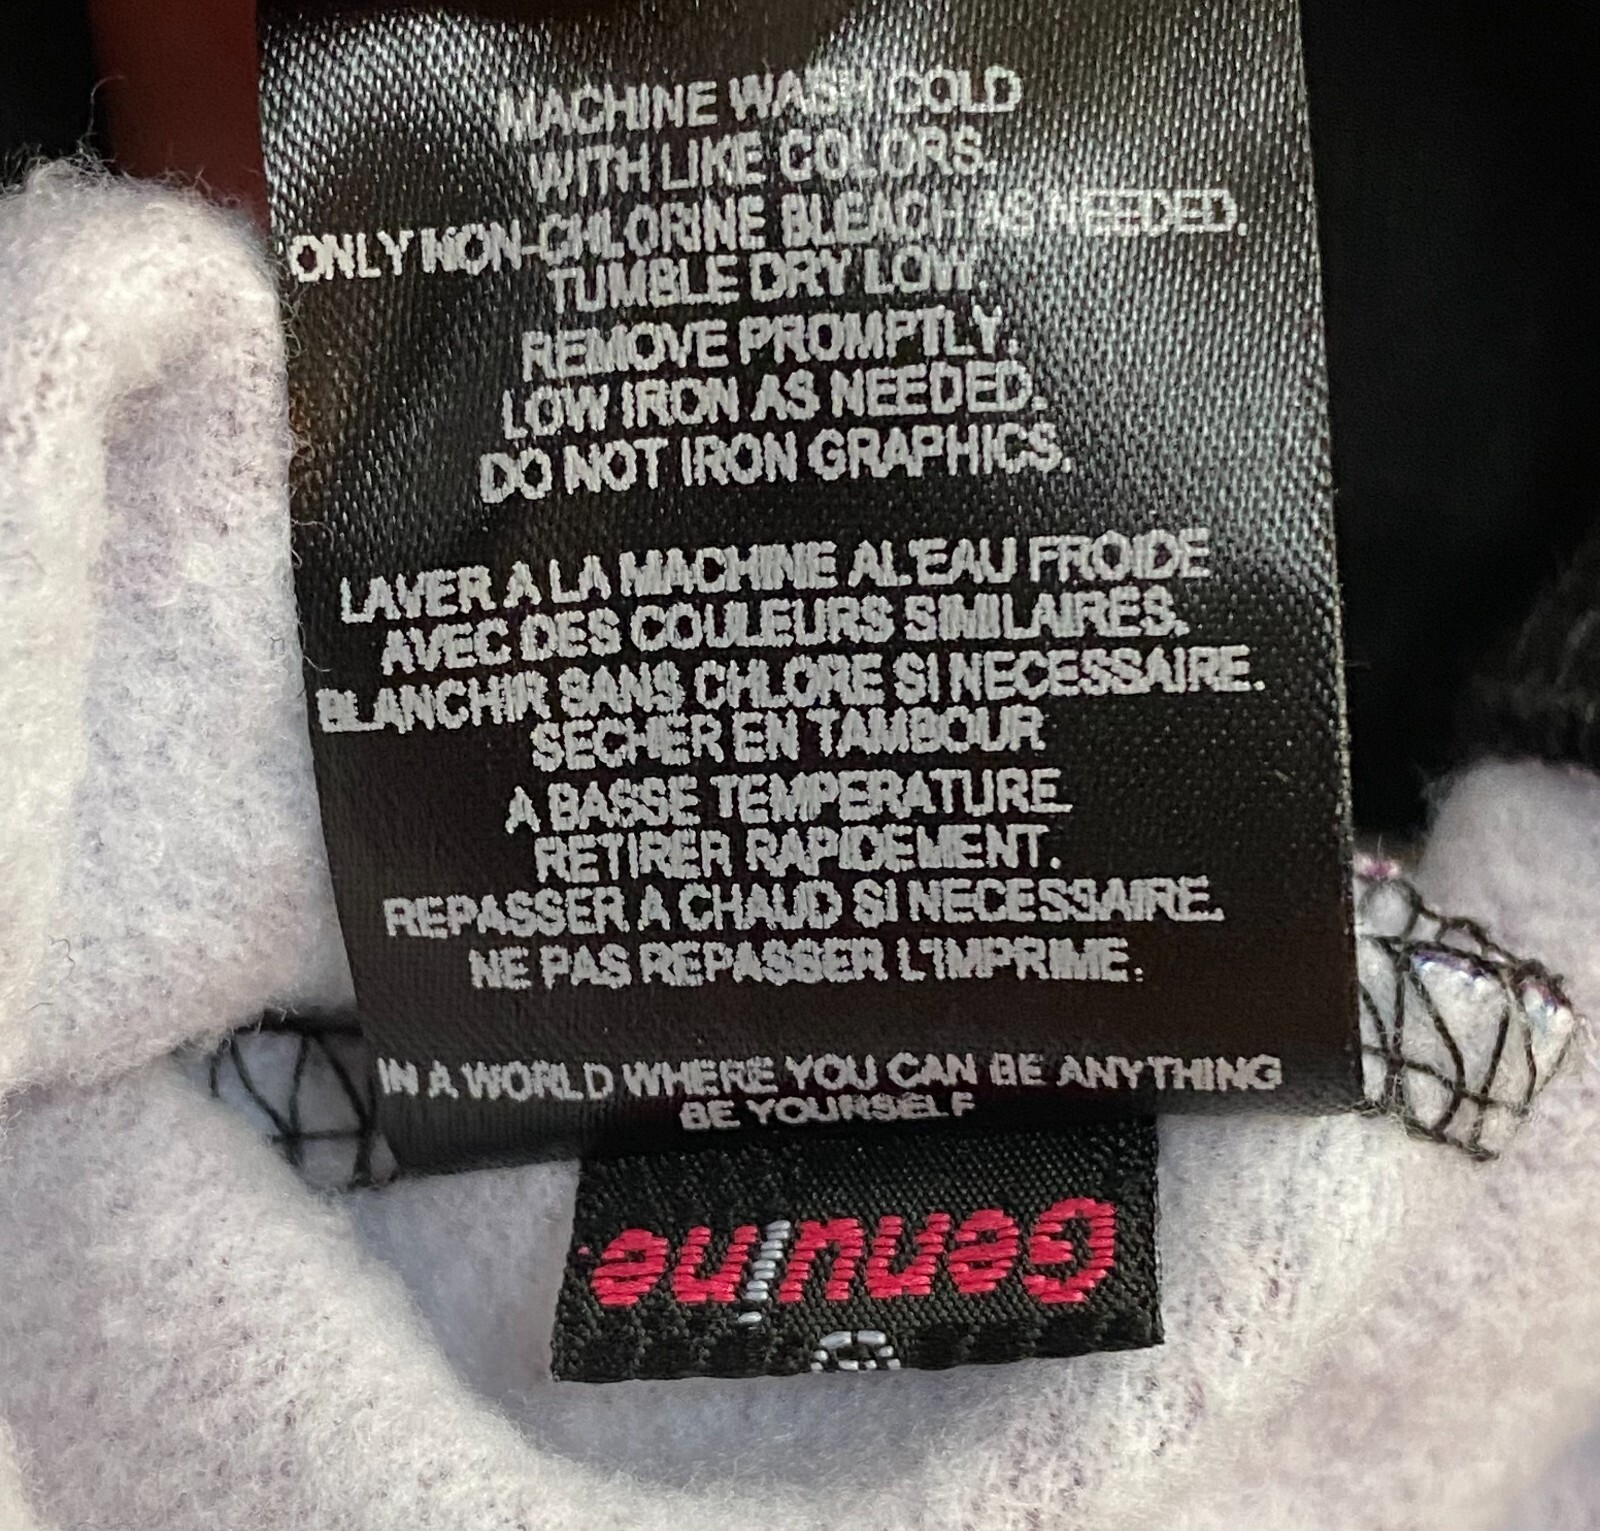 MACHINE WASH COLD
WITH LIKE COLORS.
ONLY NON-CHLORINE BLEACH AS NEEDED.
TUMBLE DRY LOW.
REMOVE PROMPTLY.
LOW IRON AS NEEDED.
DO NOT IRON GRAPHICS.
LAVER A LA MACHINE A L'EAU FROIDE
AVEC DES COULEURS SIMILAIRES.
BLANCHIR SANS CHLORE SI NECESSAIRE.
SECHER EN TAMBOUR
A BASSE TEMPERATURE.
RETIRER RAPIDEMENT.
REPASSER A CHAUD SI NECESSAIRE.
NE PAS REPASSER L'IMPRIME.
IN A WORLD WHERE YOU CAN BE ANYTHING
BE YOURSELF
Genuine